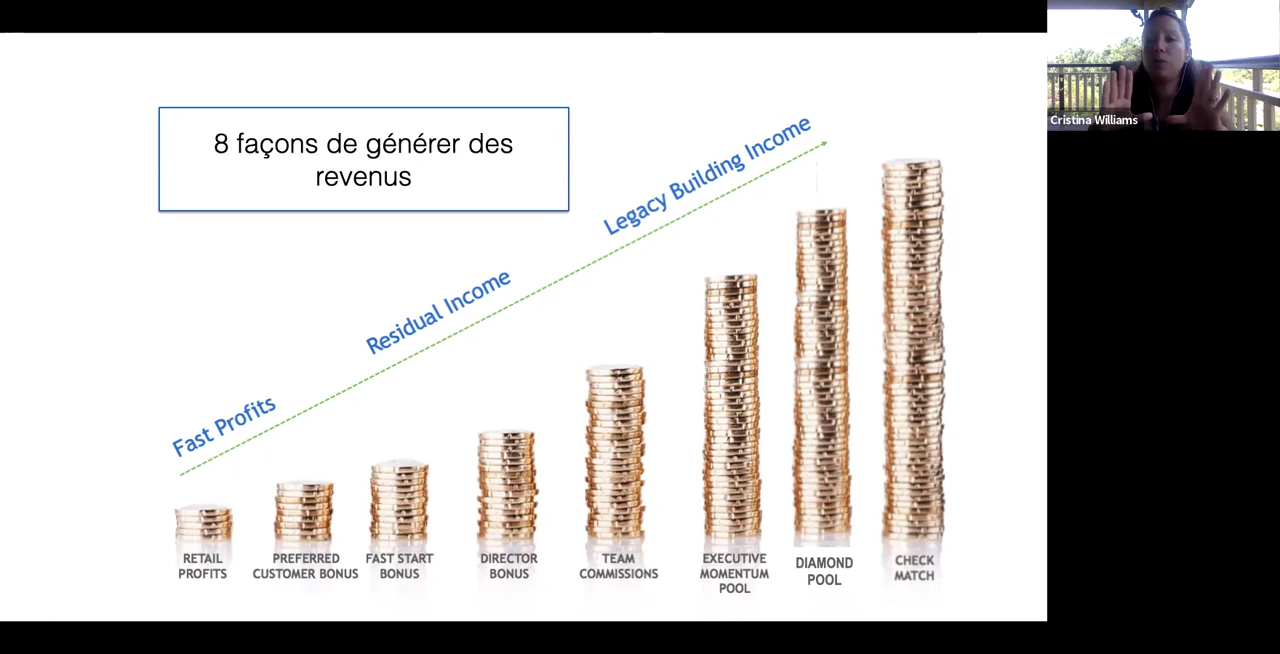 8 façons de générer des
revenus
Cristina Williams
Fast Profits
Residual Income
Legacy Building Income
RETAIL
PROFITS
PREFERRED
CUSTOMER BONUS
FAST START
BONUS
DIRECTOR
BONUS
TEAM
COMMISSIONS
EXECUTIVE
MOMENTUM
POOL
DIAMOND
POOL
CHECK
MATCH